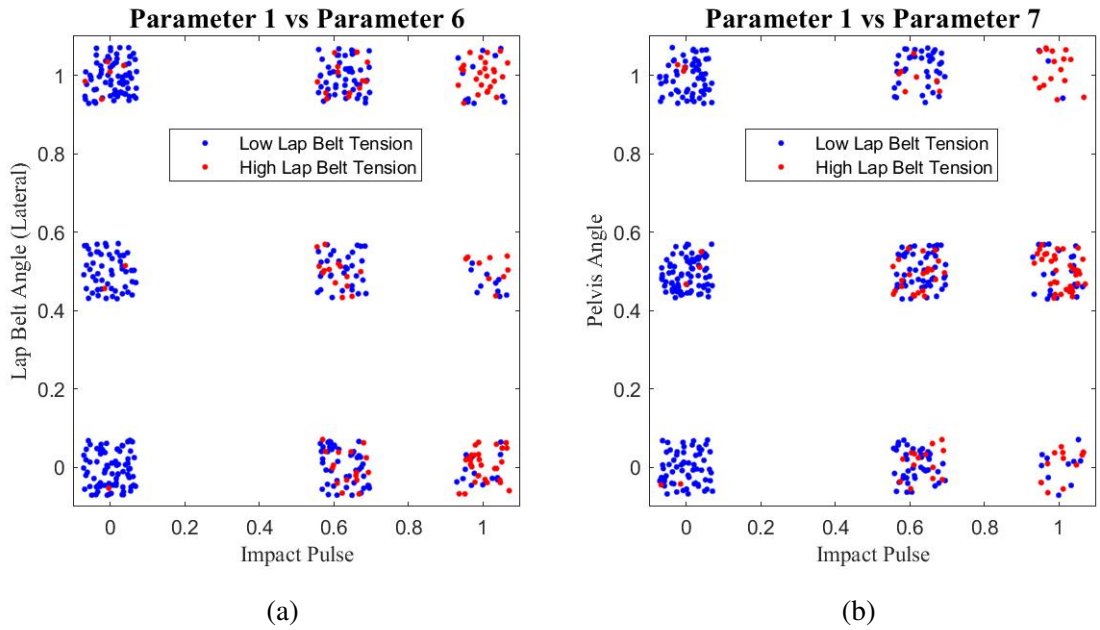 Parameter 1 vs Parameter 6
1
0.8
0.6
0.4
0.2
0
Lap Belt Angle (Lateral)
Low Lap Belt Tension
High Lap Belt Tension
0 0.2 0.4 0.6 0.8 1
Impact Pulse
(a)
Parameter 1 vs Parameter 7
1
0.8
0.6
0.4
0.2
0
Pelvis Angle
Low Lap Belt Tension
High Lap Belt Tension
0 0.2 0.4 0.6 0.8 1
Impact Pulse
(b)